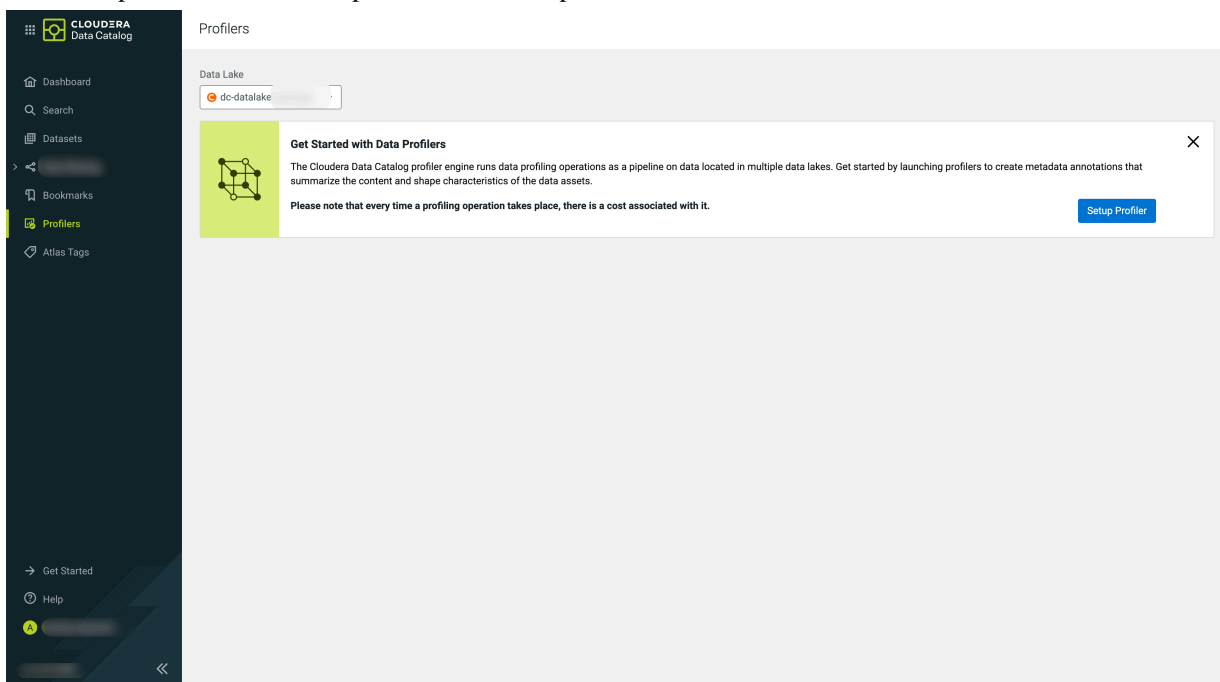 CLOUDERA
Data Catalog
Dashboard
Search
Datasets
Bookmarks
Profilers
Atlas Tags
Get Started
Help
A
Profilers
Data Lake
dc-datalake
Get Started with Data Profilers
The Cloudera Data Catalog profiler engine runs data profiling operations as a pipeline on data located in multiple data lakes. Get started by launching profilers to create metadata annotations that
summarize the content and shape characteristics of the data assets.
Please note that every time a profiling operation takes place, there is a cost associated with it.
Setup Profiler